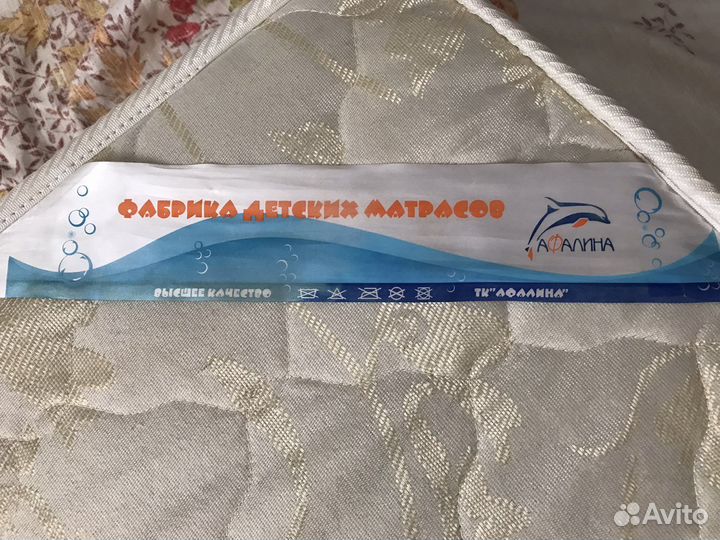 ФАБРИКА ДЕТСКИХ МАТРАСОВ
АФАЛИНА
ВЫСШЕЕ КАЧЕСТВО
ТК "АФАЛИНА"
Avito